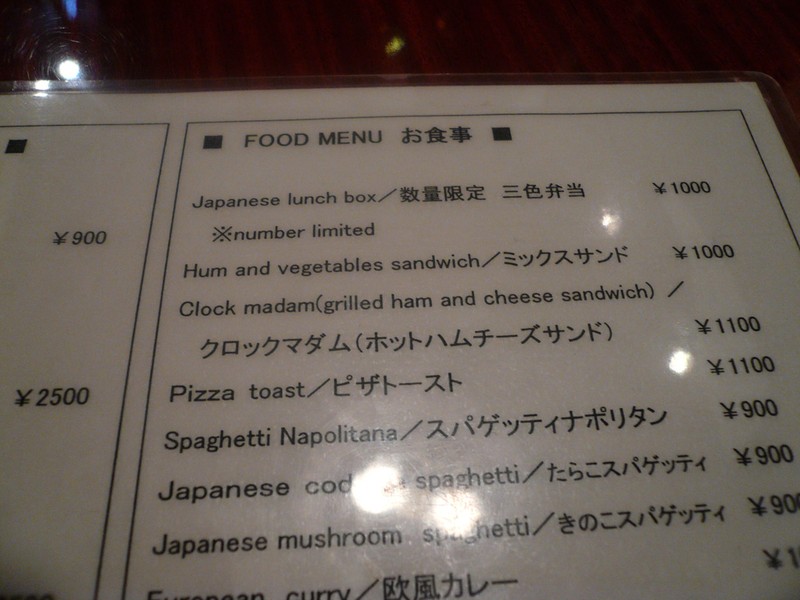 ■
¥900
¥2500
■ FOOD MENU お食事 ■
Japanese lunch box／数量限定 三色弁当 ¥1000
※number limited
Hum and vegetables sandwich／ミックスサンド ¥1000
Clock madam(grilled ham and cheese sandwich) ／
クロックマダム(ホットハムチーズサンド) ¥1100
Pizza toast／ピザトースト ¥1100
Spaghetti Napolitana／スパゲッティナポリタン ¥900
Japanese spaghetti／たらこスパゲッティ ¥900
Japanese mushroom spaghetti／きのこスパゲッティ ¥900
European curry／欧風カレー